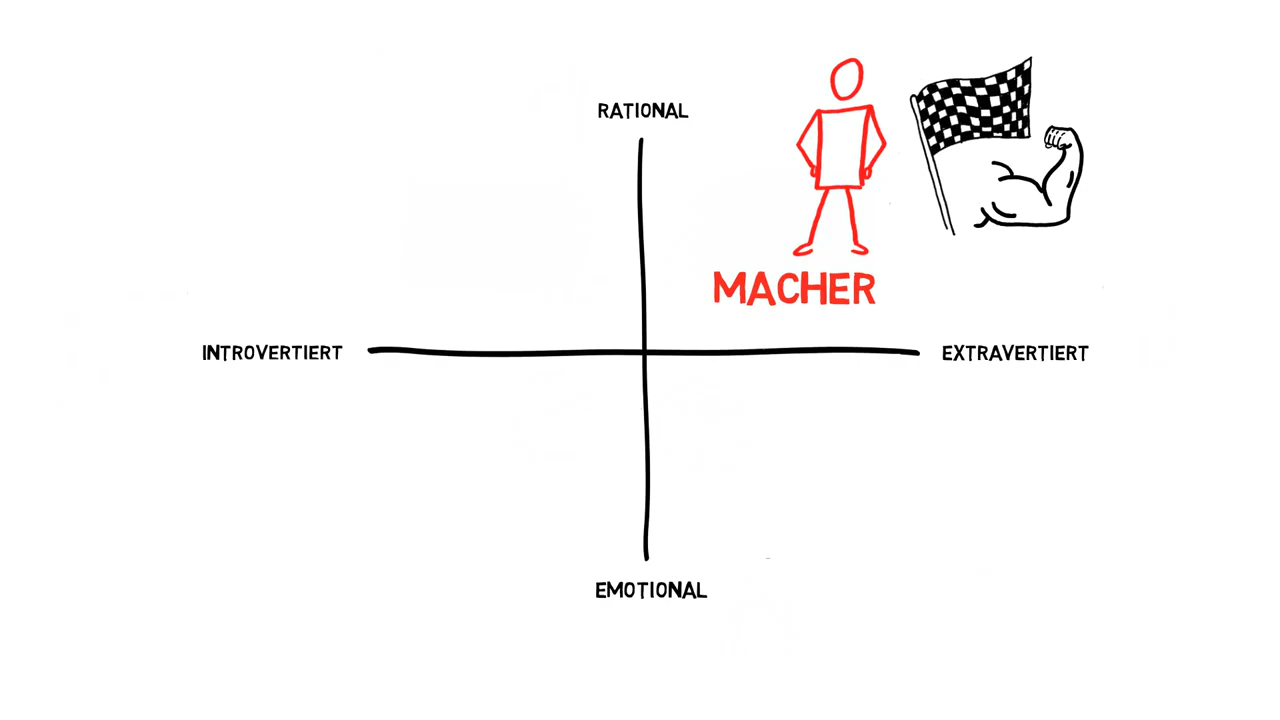 RATIONAL
MACHER
INTROVERTIERT
EXTRAVERTIERT
EMOTIONAL